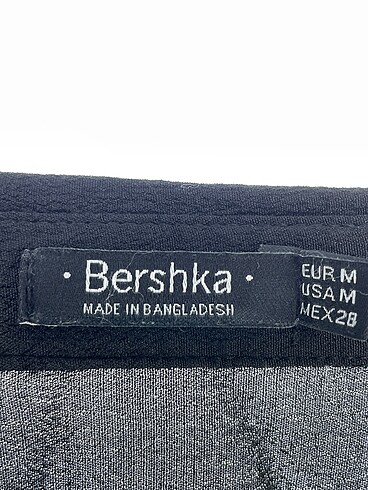 · Bershka ·
MADE IN BANGLADESH
EUR M
USA M
MEX 28